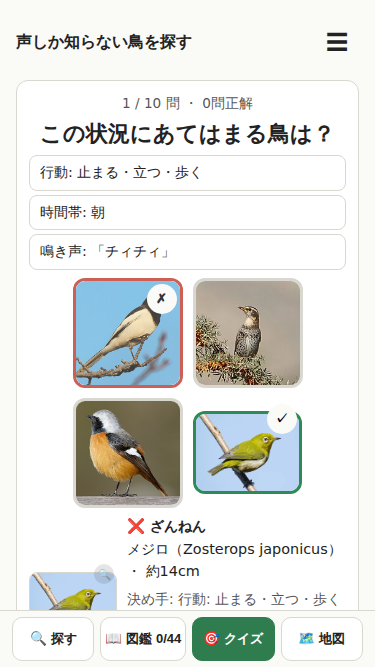 声しか知らない鳥を探す
☰
1 / 10 問 ・ 0問正解
この状況にあてはまる鳥は？
行動: 止まる・立つ・歩く
時間帯: 朝
鳴き声: 「チィチィ」
✗
✓
❌ ざんねん
メジロ（Zosterops japonicus）
・ 約14cm
決め手: 行動: 止まる・立つ・歩く
🔍 探す
📖 図鑑 0/44
🎯 クイズ
🗺️ 地図